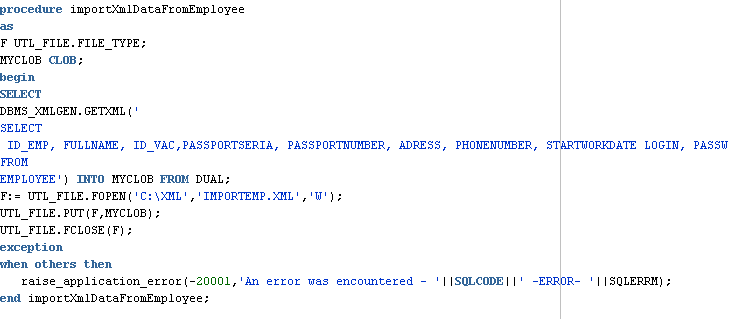 procedure importXmlDataFromEmployee
as
F UTL_FILE.FILE_TYPE;
MYCLOB CLOB;
begin
SELECT
DBMS_XMLGEN.GETXML('
SELECT
ID_EMP, FULLNAME, ID_VAC,PASSPORTSERIA, PASSPORTNUMBER, ADRESS, PHONENUMBER, STARTWORKDATE LOGIN, PASSW
FROM
EMPLOYEE') INTO MYCLOB FROM DUAL;
F:= UTL_FILE.FOPEN('C:\XML','IMPORTEMP.XML','W');
UTL_FILE.PUT(F,MYCLOB);
UTL_FILE.FCLOSE(F);
exception
when others then
raise_application_error(-20001,'An error was encountered - '||SQLCODE||' -ERROR- '||SQLERRM);
end importXmlDataFromEmployee;